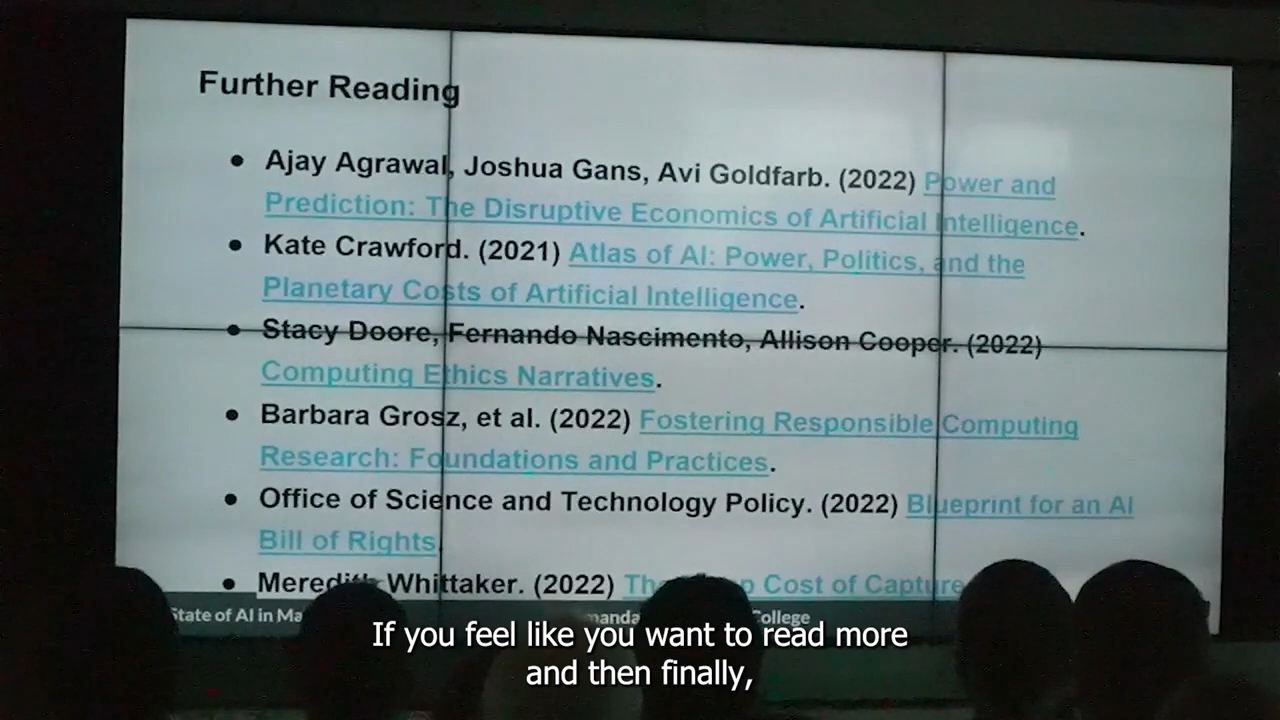 Further Reading
• Ajay Agrawal, Joshua Gans, Avi Goldfarb. (2022) Power and
Prediction: The Disruptive Economics of Artificial Intelligence.
• Kate Crawford. (2021) Atlas of AI: Power, Politics, and the
Planetary Costs of Artificial Intelligence.
• Stacy Doore, Fernando Nascimento, Allison Cooper. (2022)
Computing Ethics Narratives.
• Barbara Grosz, et al. (2022) Fostering Responsible Computing
Research: Foundations and Practices.
• Office of Science and Technology Policy. (2022) Blueprint for an AI
Bill of Rights
• Meredith Whittaker. (2022) Cost of Capture
State of AI in College
If you feel like you want to read more
and then finally,